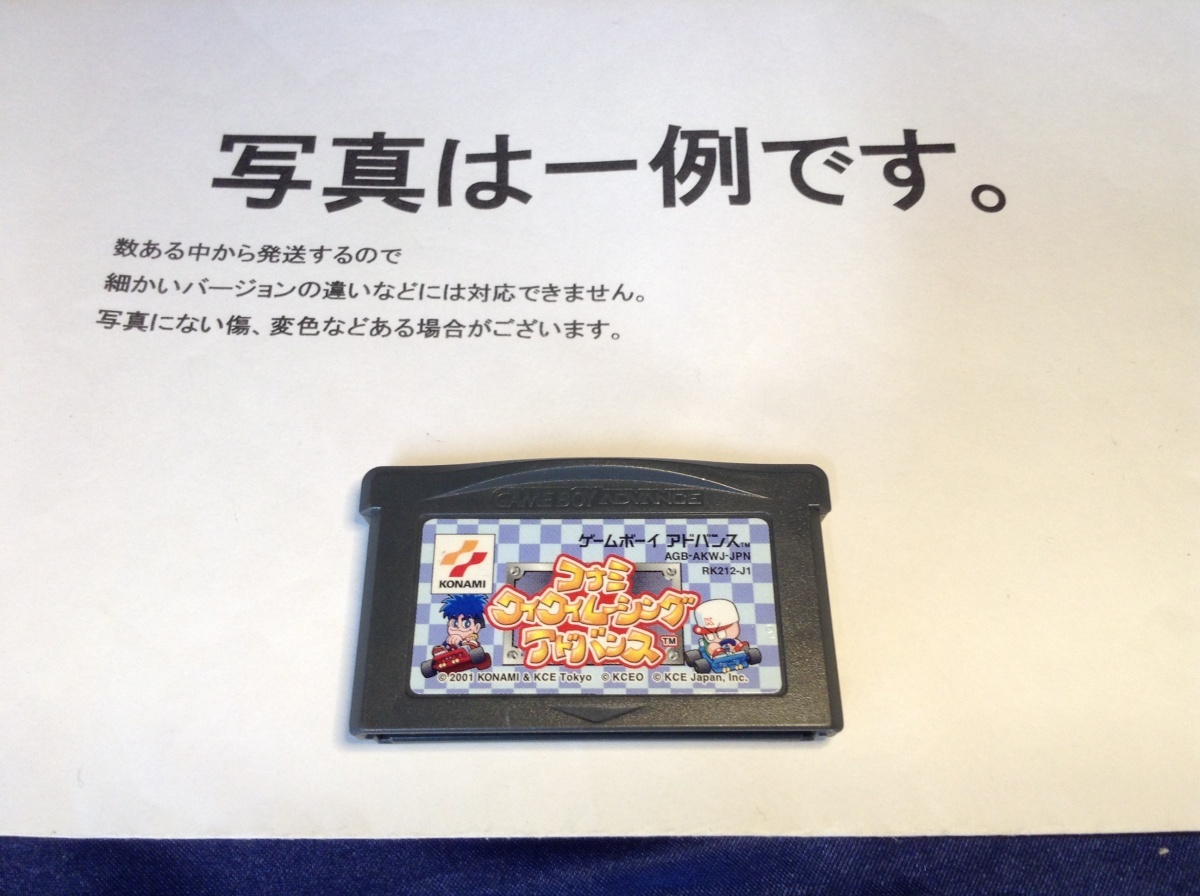 写真は一例です。
数ある中から発送するので
細かいバージョンの違いなどには対応できません。
写真にない傷、変色などある場合がございます。
GAME BOY ADVANCE
ゲームボーイ アドバンス™
AGB-AKWJ-JPN
RK212-J1
KONAMI
コナミ
ワイワイレーシング
アドバンス™
© 2001 KONAMI & KCE Tokyo © KCEO © KCE Japan, Inc.